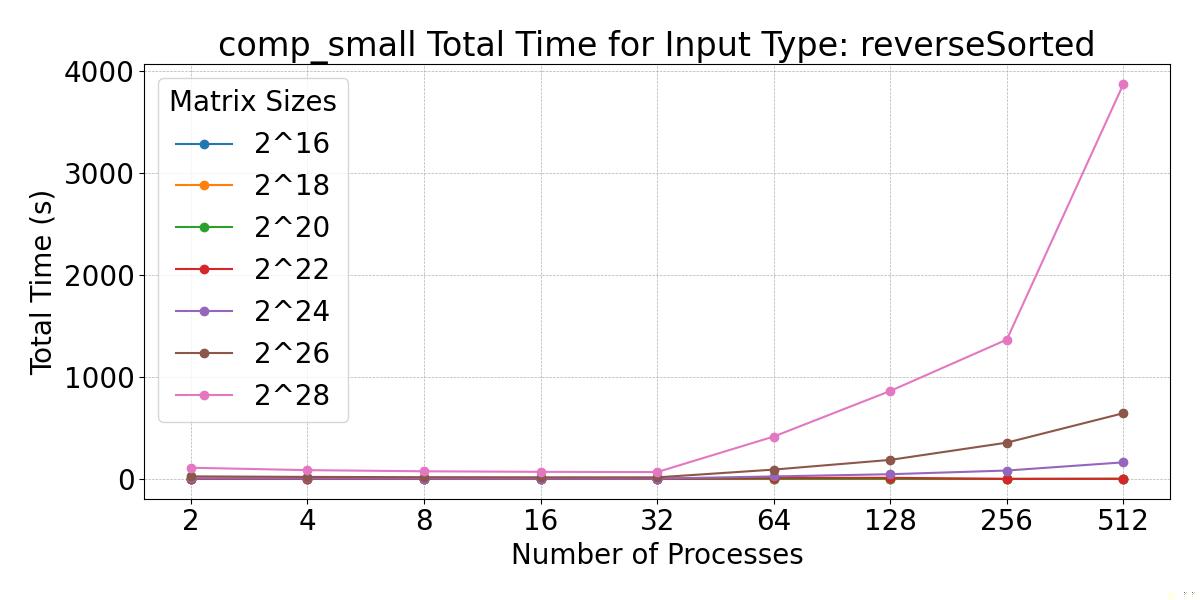 comp_small Total Time for Input Type: reverseSorted
4000
3000
2000
1000
0
Total Time (s)
Matrix Sizes
2^16
2^18
2^20
2^22
2^24
2^26
2^28
2 4 8 16 32 64 128 256 512
Number of Processes